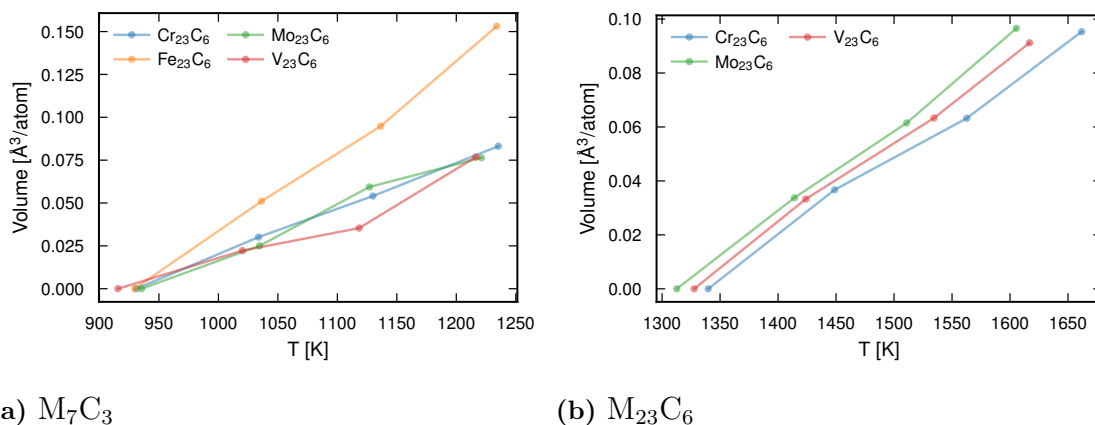 0.150
0.125
0.100
0.075
0.050
0.025
0.000
Volume [Å³/atom]
Cr₂₃C₆
Fe₂₃C₆
Mo₂₃C₆
V₂₃C₆
900 950 1000 1050 1100 1150 1200 1250
T [K]
0.10
0.08
0.06
0.04
0.02
0.00
Volume [Å³/atom]
Cr₂₃C₆
Mo₂₃C₆
V₂₃C₆
1300 1350 1400 1450 1500 1550 1600 1650
T [K]
a) M₇C₃
(b) M₂₃C₆